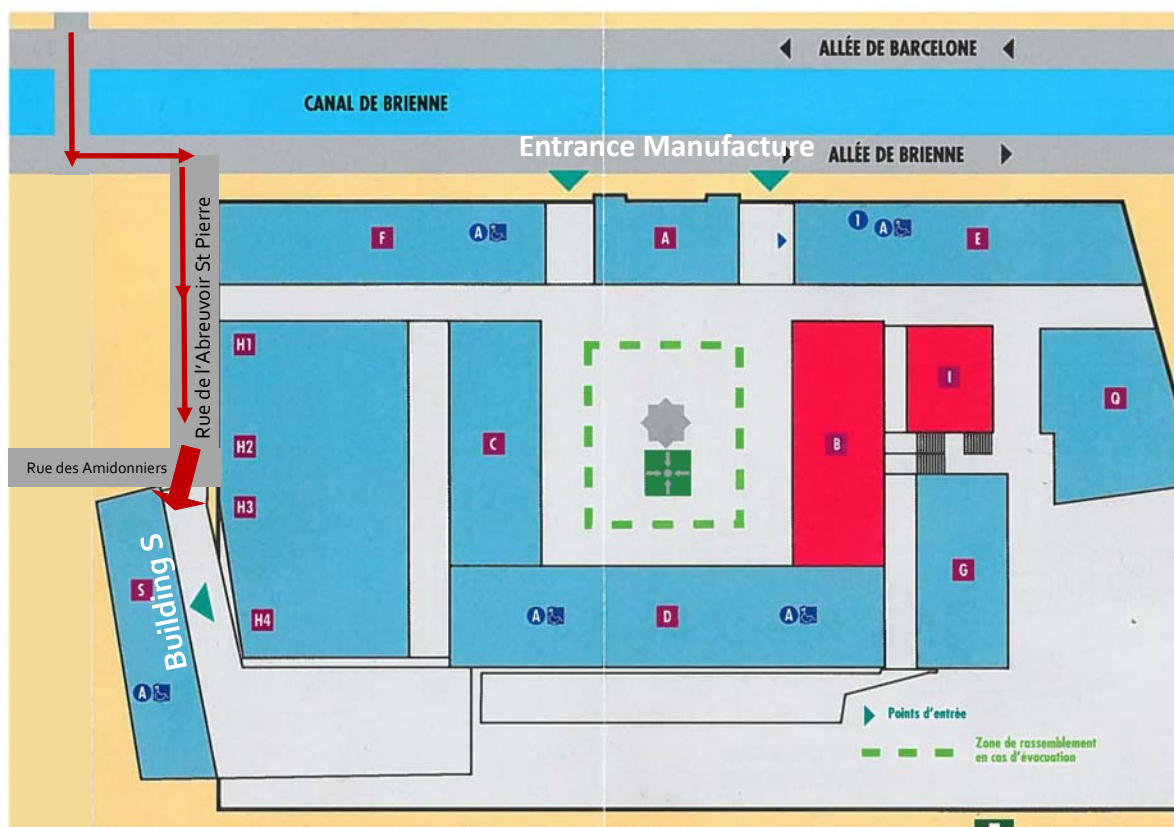 ALLÉE DE BARCELONE
CANAL DE BRIENNE
Entrance Manufacture
ALLÉE DE BRIENNE
Rue de l'Abreuvoir St Pierre
F
A
A
1
A
E
H1
I
Q
H2
C
B
Rue des Amidonniers
H3
G
S
Building S
H4
A
D
A
A
Points d'entrée
Zone de rassemblement
en cas d'évacuation